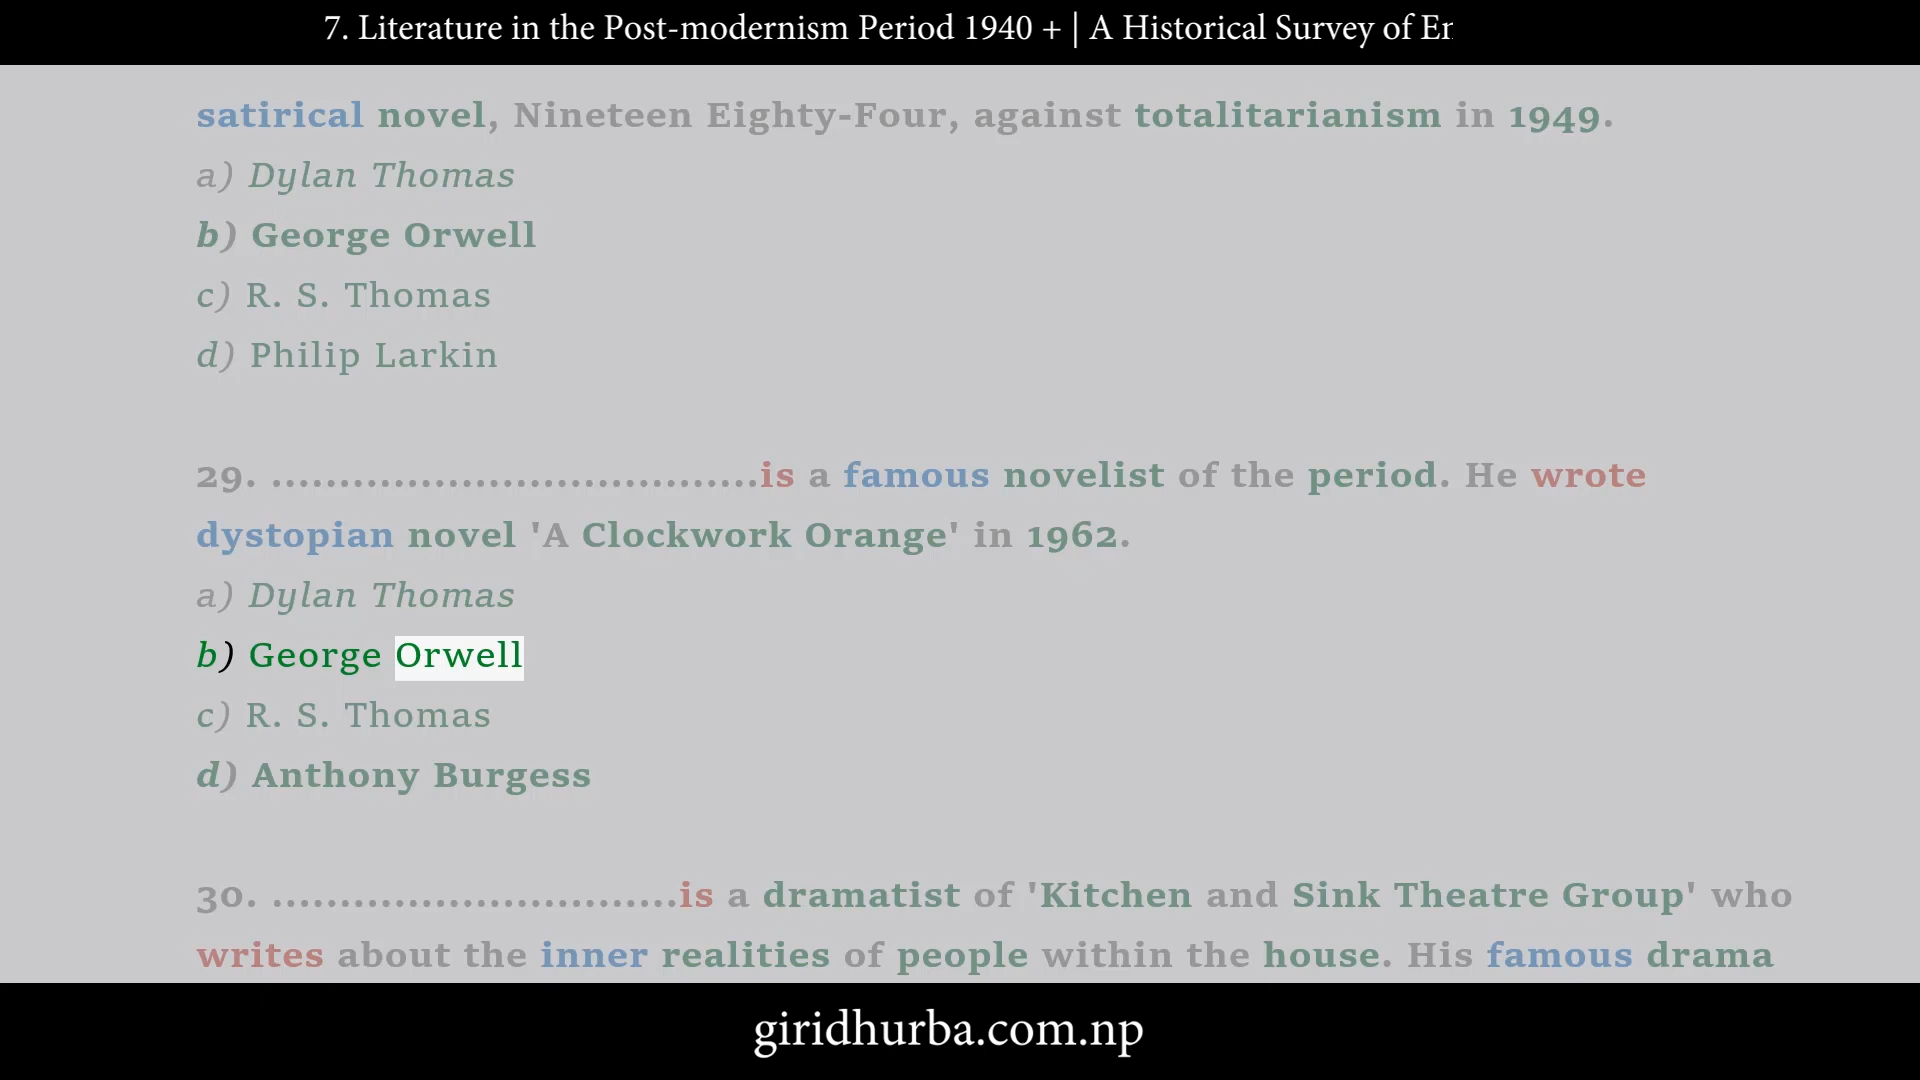 7. Literature in the Post-modernism Period 1940 + | A Historical Survey of En
satirical novel, Nineteen Eighty-Four, against totalitarianism in 1949.
a) Dylan Thomas
b) George Orwell
c) R. S. Thomas
d) Philip Larkin
29. ....................................is a famous novelist of the period. He wrote
dystopian novel 'A Clockwork Orange' in 1962.
a) Dylan Thomas
b) George Orwell
c) R. S. Thomas
d) Anthony Burgess
30. ..............................is a dramatist of 'Kitchen and Sink Theatre Group' who
writes about the inner realities of people within the house. His famous drama
giridhurba.com.np